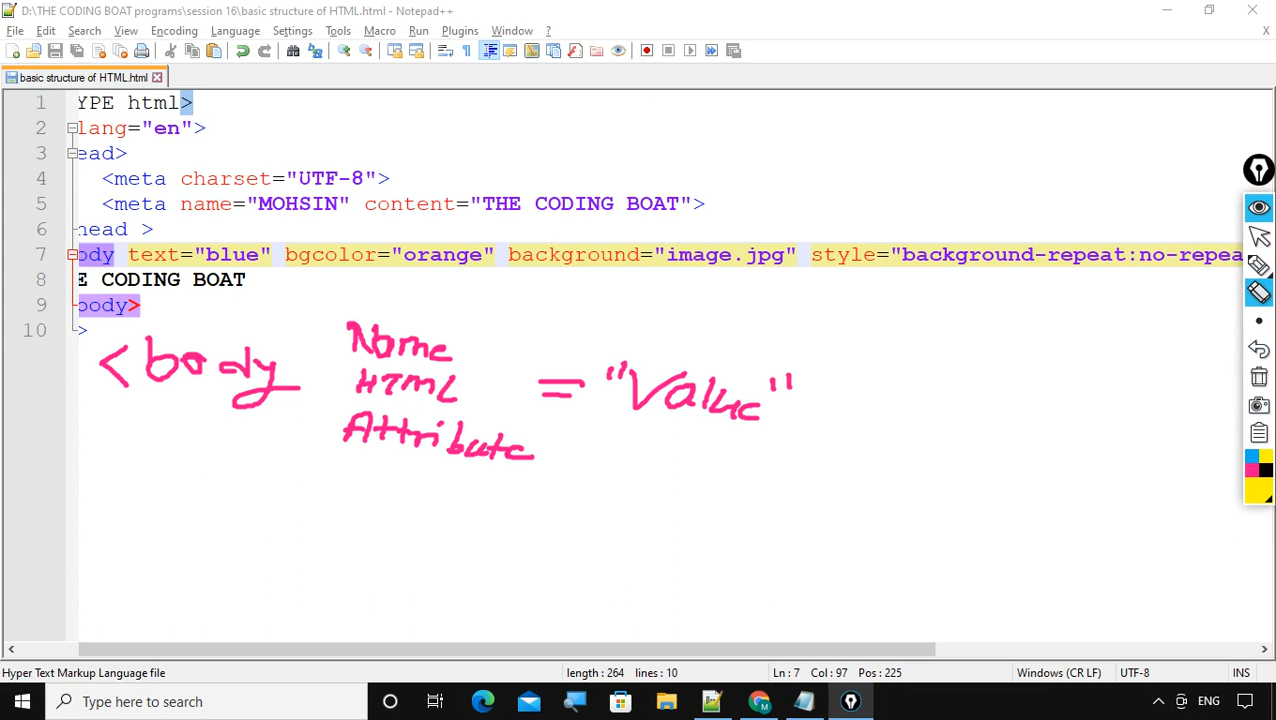 D:\THE CODING BOAT programs\session 16\basic structure of HTML.html - Notepad++
File Edit Search View Encoding Language Settings Tools Macro Run Plugins Window ? X
basic structure of HTML.html
1 YPE html>
2 lang="en">
3 ead>
4 <meta charset="UTF-8">
5 <meta name="MOHSIN" content="THE CODING BOAT">
6 head >
7 body text="blue" bgcolor="orange" background="image.jpg" style="background-repeat:no-repea
8 E CODING BOAT
9 body>
10 >
Name
<body HTML = "Value"
Attribute
Hyper Text Markup Language file length : 264 lines : 10 Ln : 7 Col : 97 Pos : 225 Windows (CR LF) UTF-8 INS
Type here to search ENG